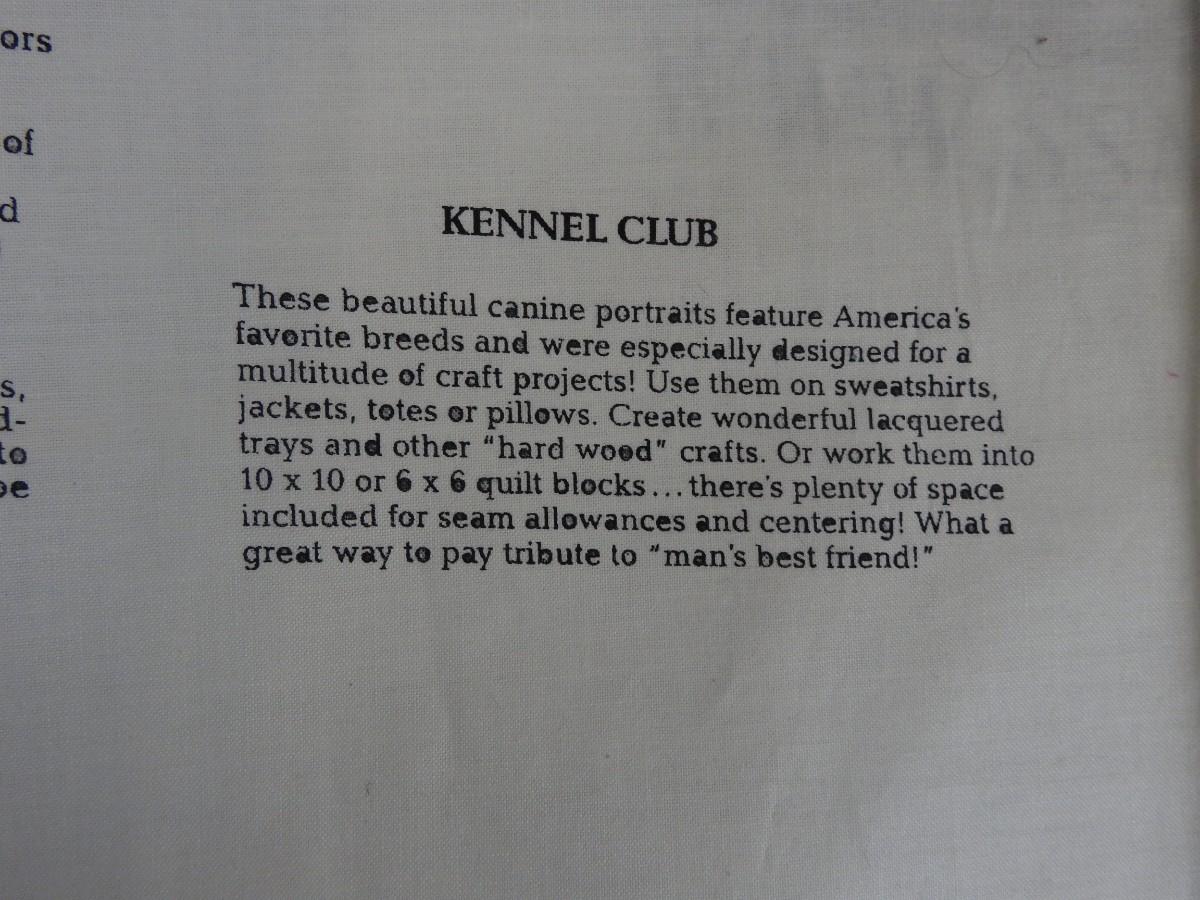 ors
of
d
s,
d-
to
be
KENNEL CLUB
These beautiful canine portraits feature America's
favorite breeds and were especially designed for a
multitude of craft projects! Use them on sweatshirts,
jackets, totes or pillows. Create wonderful lacquered
trays and other "hard wood" crafts. Or work them into
10 x 10 or 6 x 6 quilt blocks...there's plenty of space
included for seam allowances and centering! What a
great way to pay tribute to "man's best friend!"